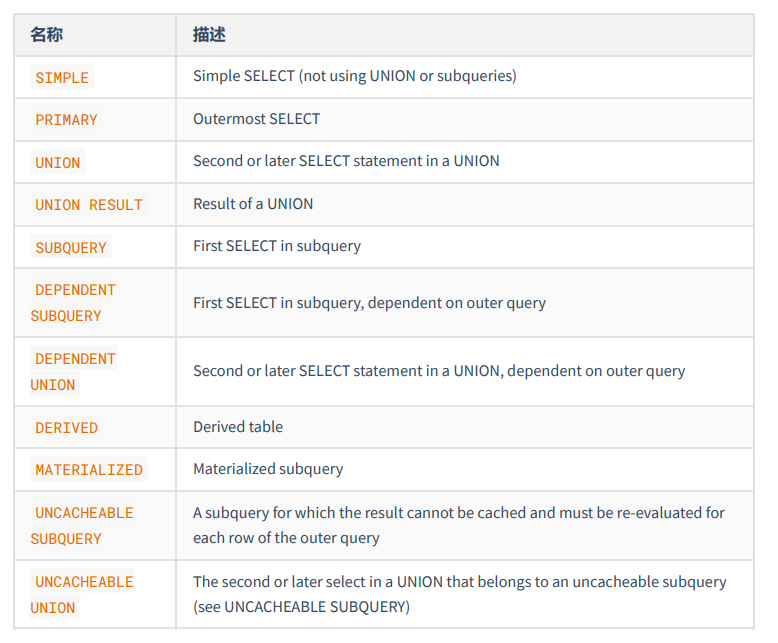 名称 描述
SIMPLE Simple SELECT (not using UNION or subqueries)
PRIMARY Outermost SELECT
UNION Second or later SELECT statement in a UNION
UNION RESULT Result of a UNION
SUBQUERY First SELECT in subquery
DEPENDENT
SUBQUERY
First SELECT in subquery, dependent on outer query
DEPENDENT
UNION
Second or later SELECT statement in a UNION, dependent on outer query
DERIVED Derived table
MATERIALIZED Materialized subquery
UNCACHEABLE
SUBQUERY
A subquery for which the result cannot be cached and must be re-evaluated for
each row of the outer query
UNCACHEABLE
UNION
The second or later select in a UNION that belongs to an uncacheable subquery
(see UNCACHEABLE SUBQUERY)